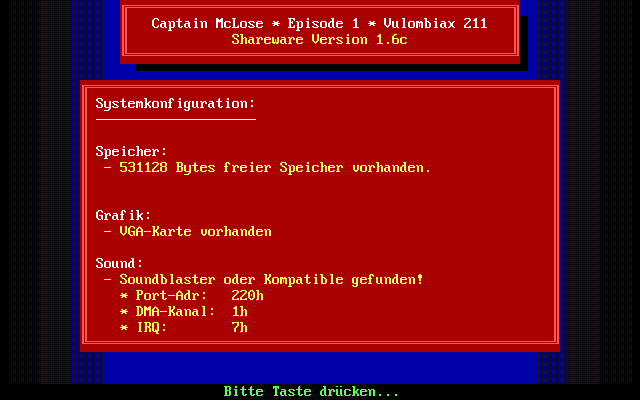 Captain McLose * Episode 1 * Vulombiax 211
Shareware Version 1.6c
Systemkonfiguration:
Speicher:
- 531128 Bytes freier Speicher vorhanden.
Grafik:
- VGA-Karte vorhanden
Sound:
- Soundblaster oder Kompatible gefunden!
* Port-Adr: 220h
* DMA-Kanal: 1h
* IRQ: 7h
Bitte Taste drücken...